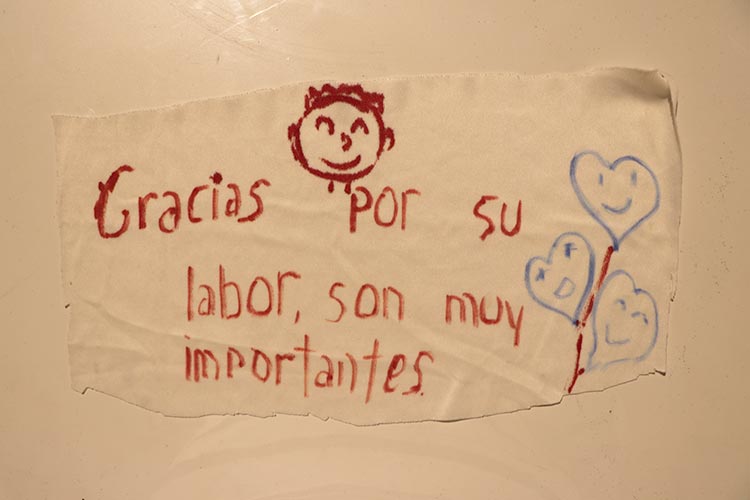 Gracias por su
labor, son muy
importantes.